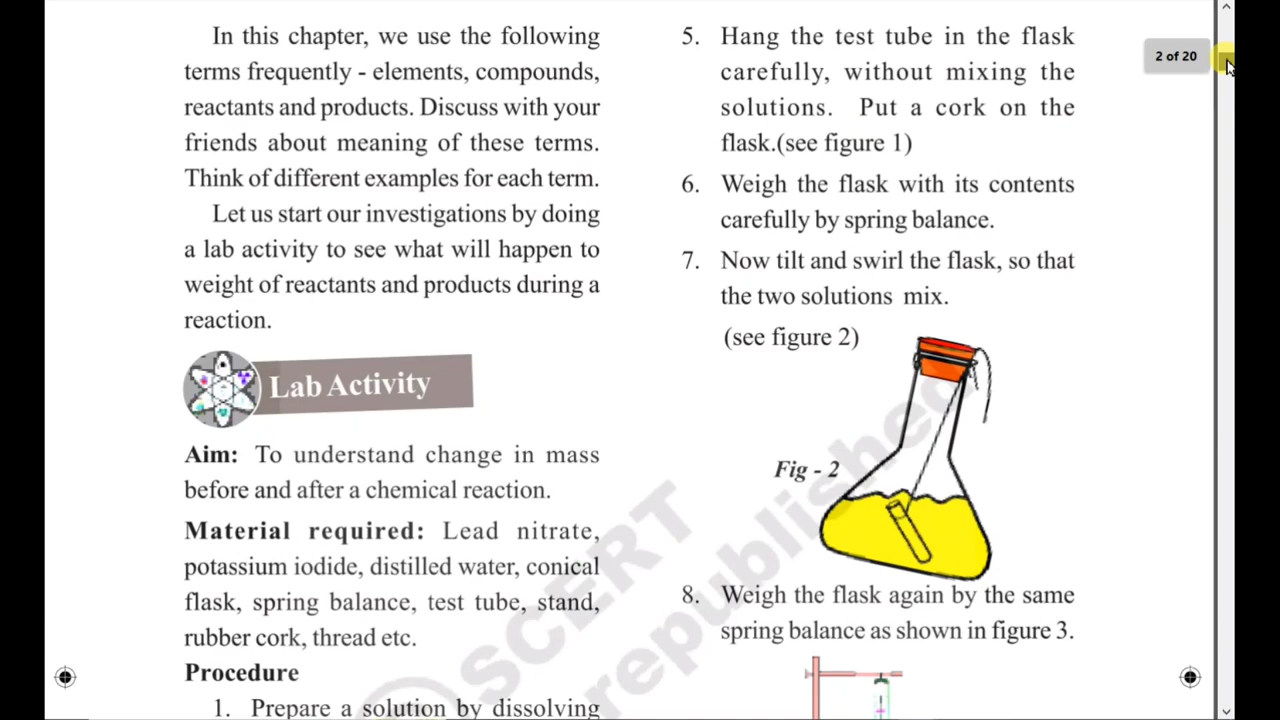 In this chapter, we use the following
terms frequently - elements, compounds,
reactants and products. Discuss with your
friends about meaning of these terms.
Think of different examples for each term.
Let us start our investigations by doing
a lab activity to see what will happen to
weight of reactants and products during a
reaction.
Lab Activity
Aim: To understand change in mass
before and after a chemical reaction.
Material required: Lead nitrate,
potassium iodide, distilled water, conical
flask, spring balance, test tube, stand,
rubber cork, thread etc.
Procedure
1. Prepare a solution by dissolving
5. Hang the test tube in the flask
carefully, without mixing the
solutions. Put a cork on the
flask.(see figure 1)
6. Weigh the flask with its contents
carefully by spring balance.
7. Now tilt and swirl the flask, so that
the two solutions mix.
(see figure 2)
Fig - 2
8. Weigh the flask again by the same
spring balance as shown in figure 3.
2 of 20
SCERT
republished